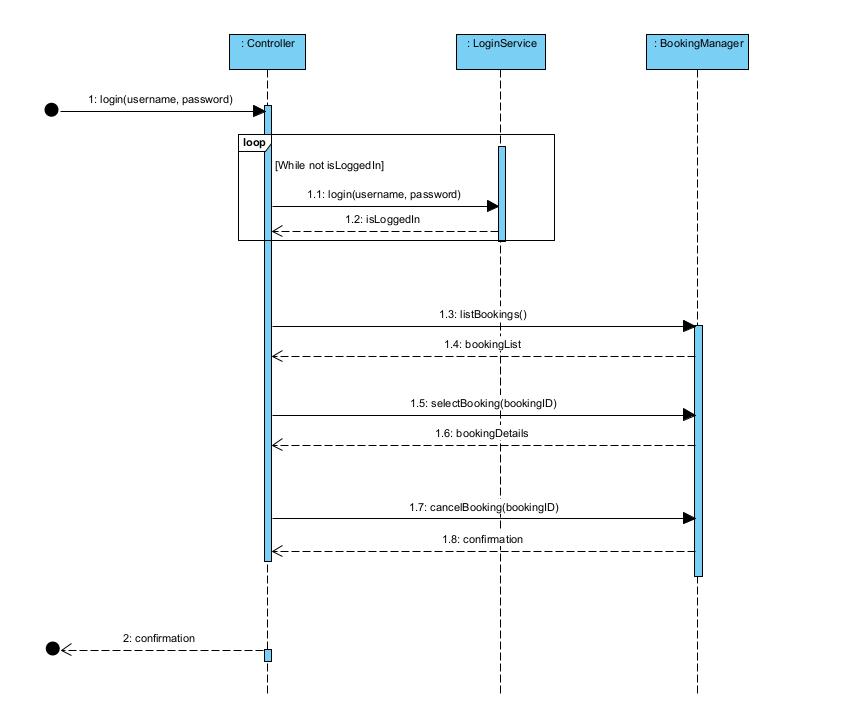 : Controller
: LoginService
: BookingManager
1: login(username, password)
loop
[While not isLoggedIn]
1.1: login(username, password)
1.2: isLoggedIn
1.3: listBookings()
1.4: bookingList
1.5: selectBooking(bookingID)
1.6: bookingDetails
1.7: cancelBooking(bookingID)
1.8: confirmation
2: confirmation